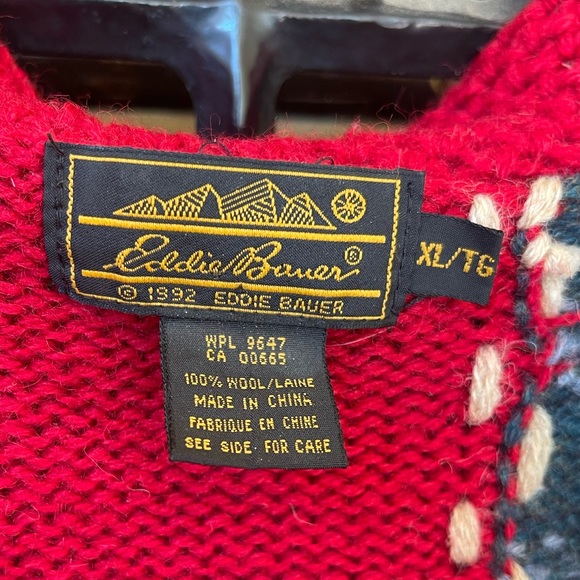 Eddie Bauer®
© 1992 EDDIE BAUER
XL/TG
WPL 9647
CA 00665
100% WOOL/LAINE
MADE IN CHINA
FABRIQUE EN CHINE
SEE SIDE FOR CARE